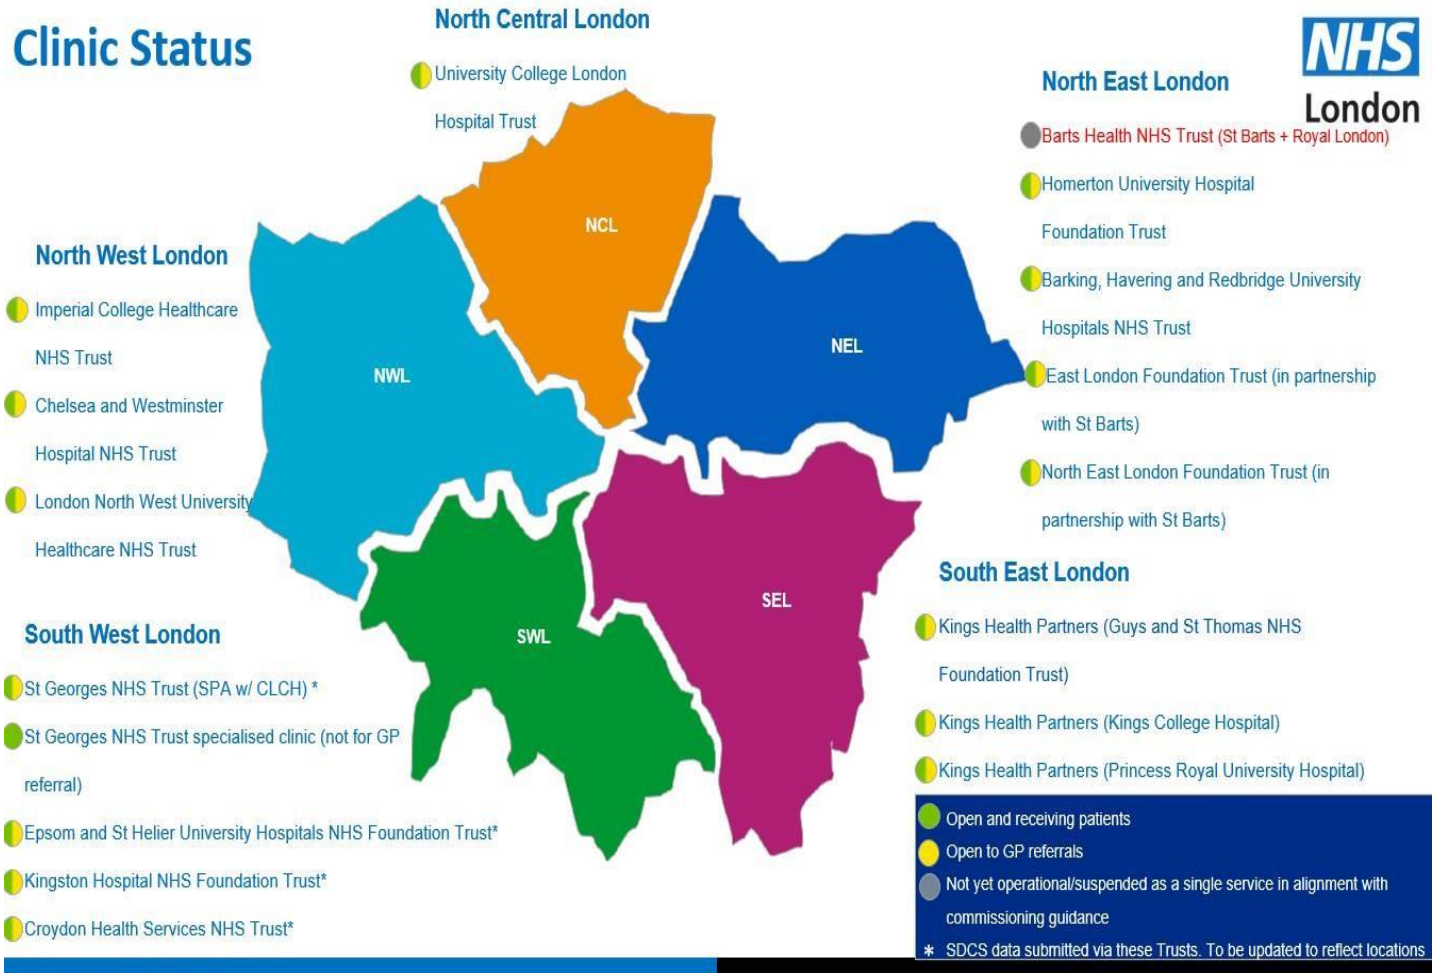 Clinic Status
North Central London
University College London
Hospital Trust
NHS
London
North East London
Barts Health NHS Trust (St Barts + Royal London)
Homerton University Hospital
Foundation Trust
Barking, Havering and Redbridge University
Hospitals NHS Trust
East London Foundation Trust (in partnership
with St Barts)
North East London Foundation Trust (in
partnership with St Barts)
North West London
Imperial College Healthcare
NHS Trust
Chelsea and Westminster
Hospital NHS Trust
London North West University
Healthcare NHS Trust
NCL
NEL
NWL
SEL
SWL
South West London
St Georges NHS Trust (SPA w/ CLCH) *
St Georges NHS Trust specialised clinic (not for GP
referral)
Epsom and St Helier University Hospitals NHS Foundation Trust*
Kingston Hospital NHS Foundation Trust*
Croydon Health Services NHS Trust*
South East London
Kings Health Partners (Guys and St Thomas NHS
Foundation Trust)
Kings Health Partners (Kings College Hospital)
Kings Health Partners (Princess Royal University Hospital)
Open and receiving patients
Open to GP referrals
Not yet operational/suspended as a single service in alignment with
commissioning guidance
* SDCS data submitted via these Trusts. To be updated to reflect locations